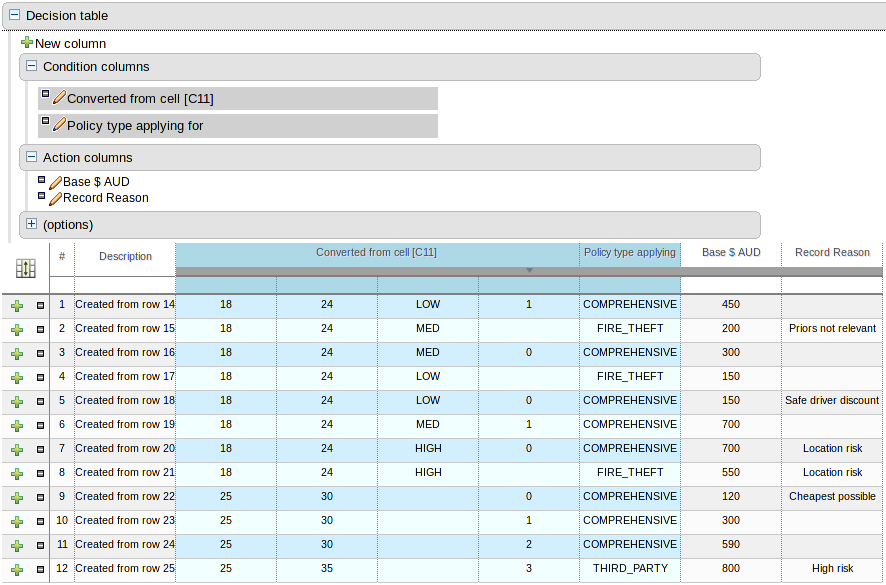 Decision table
New column
Condition columns
Converted from cell [C11]
Policy type applying for
Action columns
Base $ AUD
Record Reason
(options)
# Description Converted from cell [C11] Policy type applying Base $ AUD Record Reason
1 Created from row 14 18 24 LOW 1 COMPREHENSIVE 450
2 Created from row 15 18 24 MED FIRE_THEFT 200 Priors not relevant
3 Created from row 16 18 24 MED 0 COMPREHENSIVE 300
4 Created from row 17 18 24 LOW FIRE_THEFT 150
5 Created from row 18 18 24 LOW 0 COMPREHENSIVE 150 Safe driver discount
6 Created from row 19 18 24 MED 1 COMPREHENSIVE 700
7 Created from row 20 18 24 HIGH 0 COMPREHENSIVE 700 Location risk
8 Created from row 21 18 24 HIGH FIRE_THEFT 550 Location risk
9 Created from row 22 25 30 0 COMPREHENSIVE 120 Cheapest possible
10 Created from row 23 25 30 1 COMPREHENSIVE 300
11 Created from row 24 25 30 2 COMPREHENSIVE 590
12 Created from row 25 25 35 3 THIRD_PARTY 800 High risk